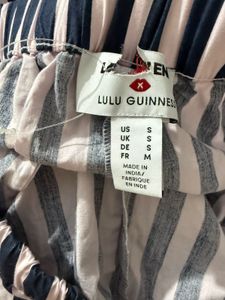 LULU GUINNESS
US S
UK S
DE S
FR M
MADE IN
INDIA/
FABRIQUÉ
EN INDE